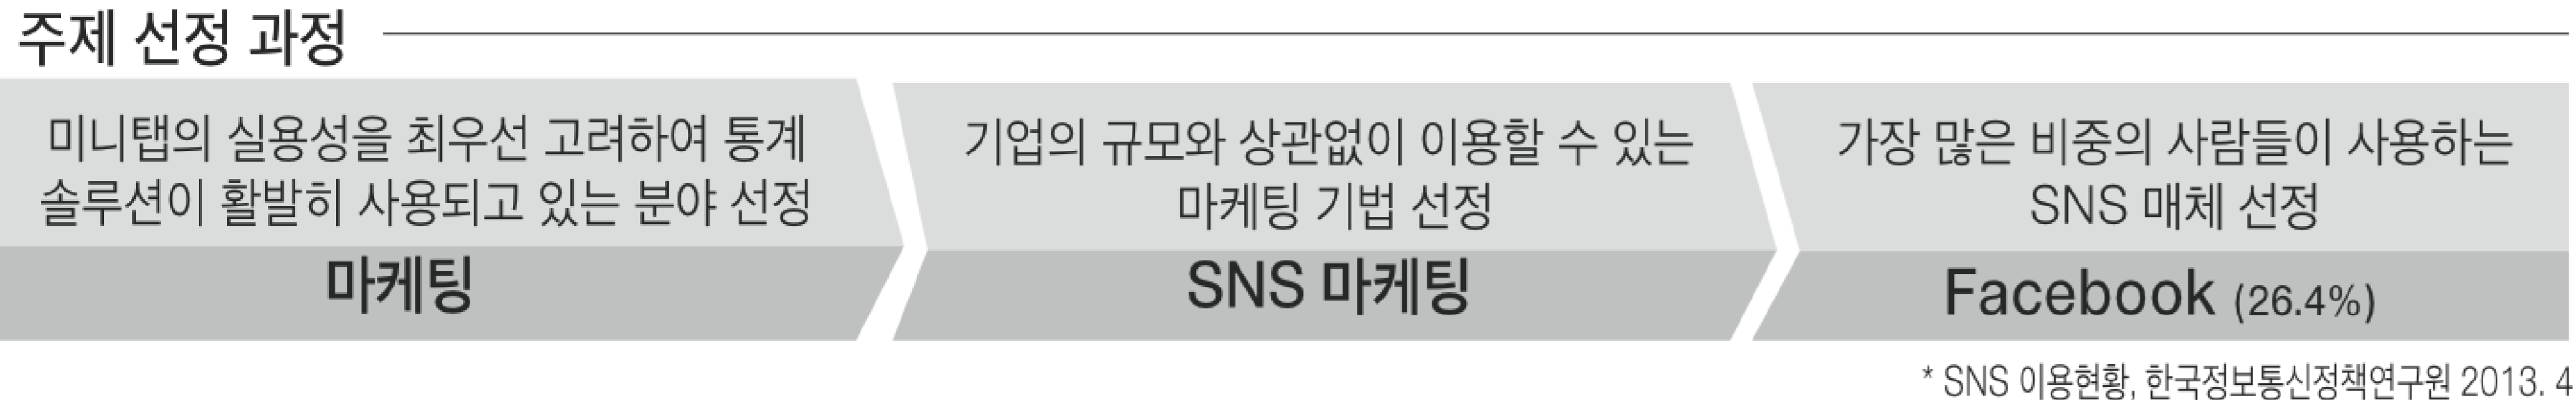 주제 선정 과정
미니탭의 실용성을 최우선 고려하여 통계
솔루션이 활발히 사용되고 있는 분야 선정
마케팅
기업의 규모와 상관없이 이용할 수 있는
마케팅 기법 선정
SNS 마케팅
가장 많은 비중의 사람들이 사용하는
SNS 매체 선정
Facebook (26.4%)
* SNS 이용현황, 한국정보통신정책연구원 2013. 4